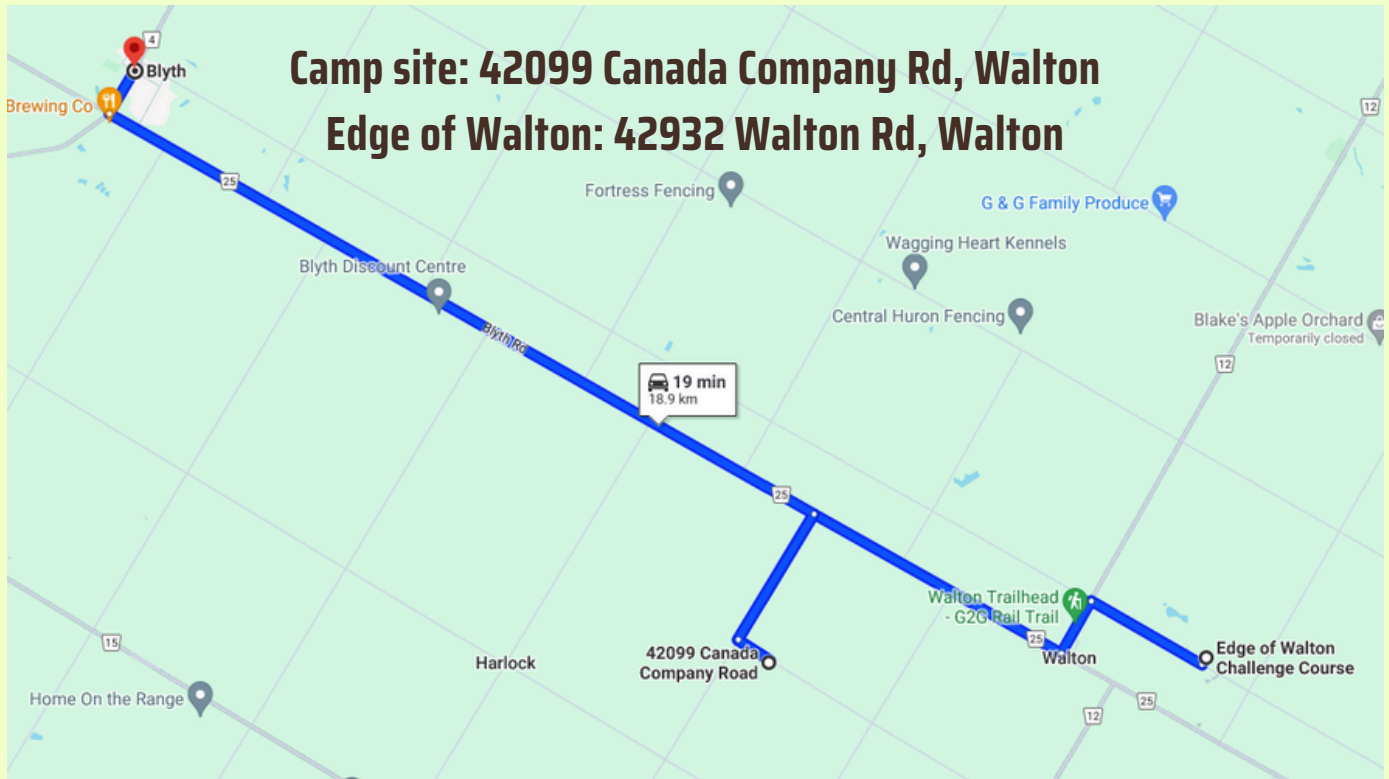 Camp site: 42099 Canada Company Rd, Walton
Edge of Walton: 42932 Walton Rd, Walton
4
Blyth
Brewing Co
12
25
Fortress Fencing
G & G Family Produce
Wagging Heart Kennels
Blyth Discount Centre
Central Huron Fencing
Blake's Apple Orchard
Temporarily closed
Blyth Rd
12
19 min
18.9 km
25
Walton Trailhead
- G2G Rail Trail
25
Walton
15
Harlock
42099 Canada
Company Road
Edge of Walton
Challenge Course
Home On the Range
25
12